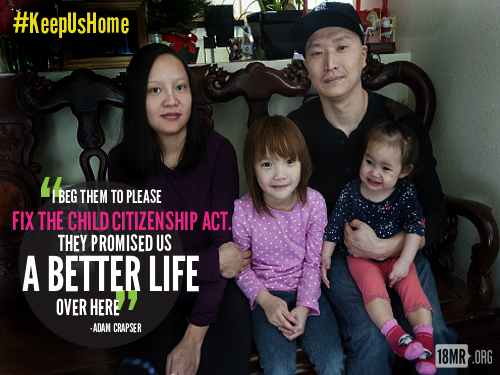 #KeepUsHome
“I BEG THEM TO PLEASE
FIX THE CHILD CITIZENSHIP ACT.
THEY PROMISED US
A BETTER LIFE
OVER HERE”
- ADAM CRAPSER
18MR.ORG